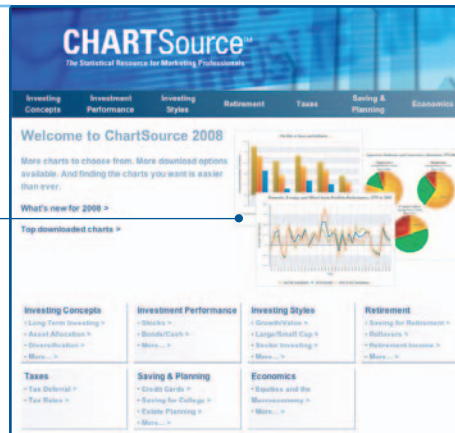 CHARTSource™
The Statistical Resource for Marketing Professionals
Investing Concepts
Investment Performance
Investing Styles
Retirement
Taxes
Saving & Planning
Economics
Welcome to ChartSource 2008
More charts to choose from. More download options
available. And finding the charts you want is easier
than ever.
What's new for 2008 >
Top downloaded charts >
Investing Concepts
• Long Term Investing >
• Asset Allocation >
• Diversification >
• More... >
Investment Performance
• Stocks >
• Bonds/Cash >
• More... >
Investing Styles
• Growth/Value >
• Large/Small Cap >
• Sector Investing >
• More... >
Retirement
• Saving for Retirement >
• Rollovers >
• Retirement Income >
• More... >
Taxes
• Tax Deferral >
• Tax Rates >
Saving & Planning
• Credit Cards >
• Saving for College >
• Estate Planning >
• More... >
Economics
• Equities and the
Macroeconomy >
• More... >